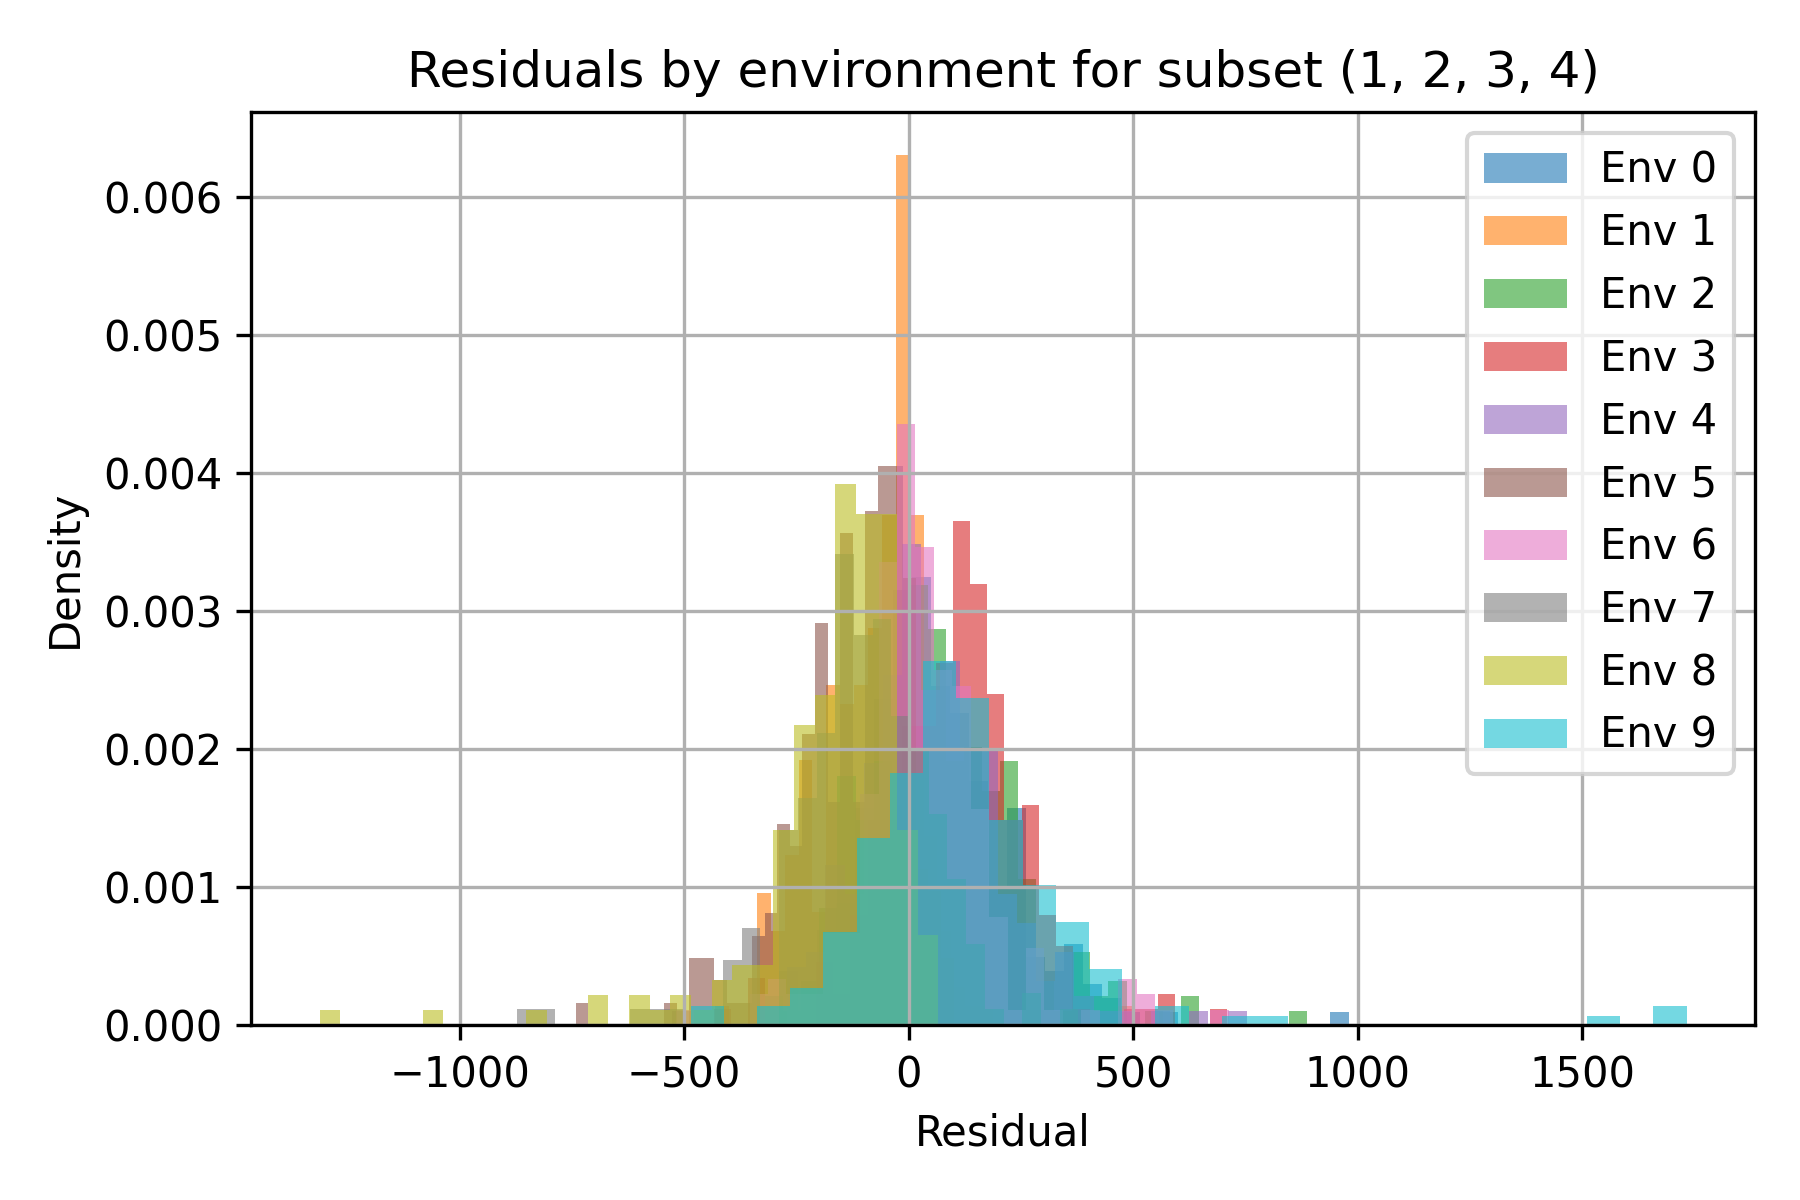 Residuals by environment for subset (1, 2, 3, 4)
Density
0.006
0.005
0.004
0.003
0.002
0.001
0.000
−1000
−500
0
500
1000
1500
Residual
Env 0
Env 1
Env 2
Env 3
Env 4
Env 5
Env 6
Env 7
Env 8
Env 9